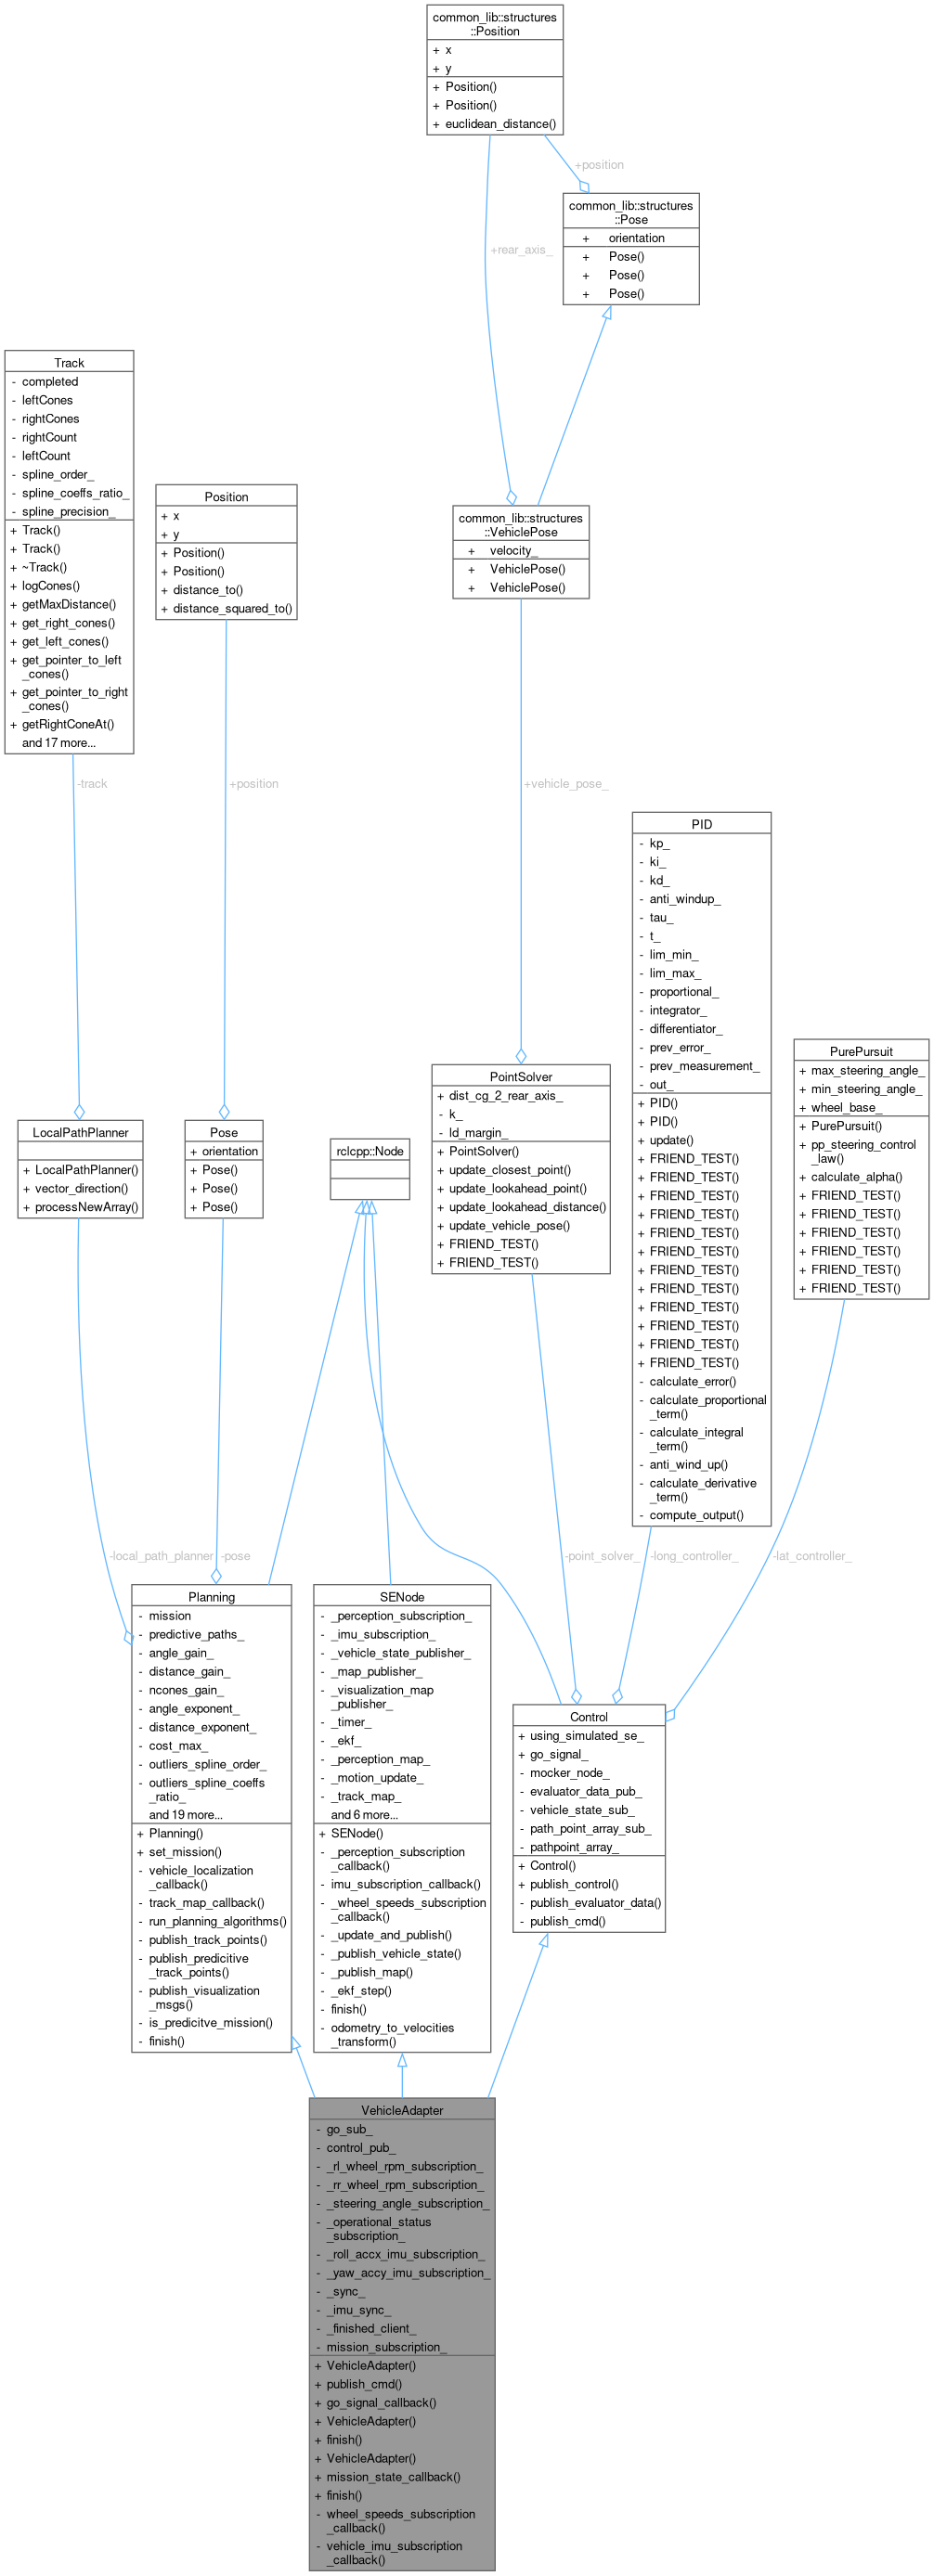 common_lib::structures
::Position
+ x
+ y
+ Position()
+ Position()
+ euclidean_distance()
+position
common_lib::structures
::Pose
+ orientation
+ Pose()
+ Pose()
+ Pose()
+rear_axis_
Track
- completed
- leftCones
- rightCones
- rightCount
- leftCount
- spline_order_
- spline_coeffs_ratio_
- spline_precision_
+ Track()
+ Track()
+ ~Track()
+ logCones()
+ getMaxDistance()
+ get_right_cones()
+ get_left_cones()
+ get_pointer_to_left
_cones()
+ get_pointer_to_right
_cones()
+ getRightConeAt()
and 17 more...
Position
+ x
+ y
+ Position()
+ Position()
+ distance_to()
+ distance_squared_to()
common_lib::structures
::VehiclePose
+ velocity_
+ VehiclePose()
+ VehiclePose()
-track
+position
+vehicle_pose_
PID
- kp_
- ki_
- kd_
- anti_windup_
- tau_
- t_
- lim_min_
- lim_max_
- proportional_
- integrator_
- differentiator_
- prev_error_
- prev_measurement_
- out_
+ PID()
+ PID()
+ update()
+ FRIEND_TEST()
+ FRIEND_TEST()
+ FRIEND_TEST()
+ FRIEND_TEST()
+ FRIEND_TEST()
+ FRIEND_TEST()
+ FRIEND_TEST()
+ FRIEND_TEST()
+ FRIEND_TEST()
+ FRIEND_TEST()
+ FRIEND_TEST()
+ FRIEND_TEST()
- calculate_error()
- calculate_proportional
_term()
- calculate_integral
_term()
- anti_wind_up()
- calculate_derivative
_term()
- compute_output()
PurePursuit
+ max_steering_angle_
+ min_steering_angle_
+ wheel_base_
+ PurePursuit()
+ pp_steering_control
_law()
+ calculate_alpha()
+ FRIEND_TEST()
+ FRIEND_TEST()
+ FRIEND_TEST()
+ FRIEND_TEST()
+ FRIEND_TEST()
+ FRIEND_TEST()
PointSolver
+ dist_cg_2_rear_axis_
- k_
- ld_margin_
+ PointSolver()
+ update_closest_point()
+ update_lookahead_point()
+ update_lookahead_distance()
+ update_vehicle_pose()
+ FRIEND_TEST()
+ FRIEND_TEST()
LocalPathPlanner
+ LocalPathPlanner()
+ vector_direction()
+ processNewArray()
Pose
+ orientation
+ Pose()
+ Pose()
+ Pose()
rclcpp::Node
-local_path_planner
-pose
-point_solver_
-long_controller_
-lat_controller_
Planning
- mission
- predictive_paths_
- angle_gain_
- distance_gain_
- ncones_gain_
- angle_exponent_
- distance_exponent_
- cost_max_
- outliers_spline_order_
- outliers_spline_coeffs
_ratio_
and 19 more...
+ Planning()
+ set_mission()
- vehicle_localization
_callback()
- track_map_callback()
- run_planning_algorithms()
- publish_track_points()
- publish_predicitive
_track_points()
- publish_visualization
_msgs()
- is_predicitve_mission()
- finish()
SENode
- _perception_subscription_
- _imu_subscription_
- _vehicle_state_publisher_
- _map_publisher_
- _visualization_map
_publisher_
- _timer_
- _ekf_
- _perception_map_
- _motion_update_
- _track_map_
and 6 more...
+ SENode()
- _perception_subscription
_callback()
- imu_subscription_callback()
- _wheel_speeds_subscription
_callback()
- _update_and_publish()
- _publish_vehicle_state()
- _publish_map()
- _ekf_step()
- finish()
- odometry_to_velocities
_transform()
Control
+ using_simulated_se_
+ go_signal_
- mocker_node_
- evaluator_data_pub_
- vehicle_state_sub_
- path_point_array_sub_
- pathpoint_array_
+ Control()
+ publish_control()
- publish_evaluator_data()
- publish_cmd()
VehicleAdapter
- go_sub_
- control_pub_
- _rl_wheel_rpm_subscription_
- _rr_wheel_rpm_subscription_
- _steering_angle_subscription_
- _operational_status
_subscription_
- _roll_accx_imu_subscription_
- _yaw_accy_imu_subscription_
- _sync_
- _imu_sync_
- _finished_client_
- mission_subscription_
+ VehicleAdapter()
+ publish_cmd()
+ go_signal_callback()
+ VehicleAdapter()
+ finish()
+ VehicleAdapter()
+ mission_state_callback()
+ finish()
- wheel_speeds_subscription
_callback()
- vehicle_imu_subscription
_callback()